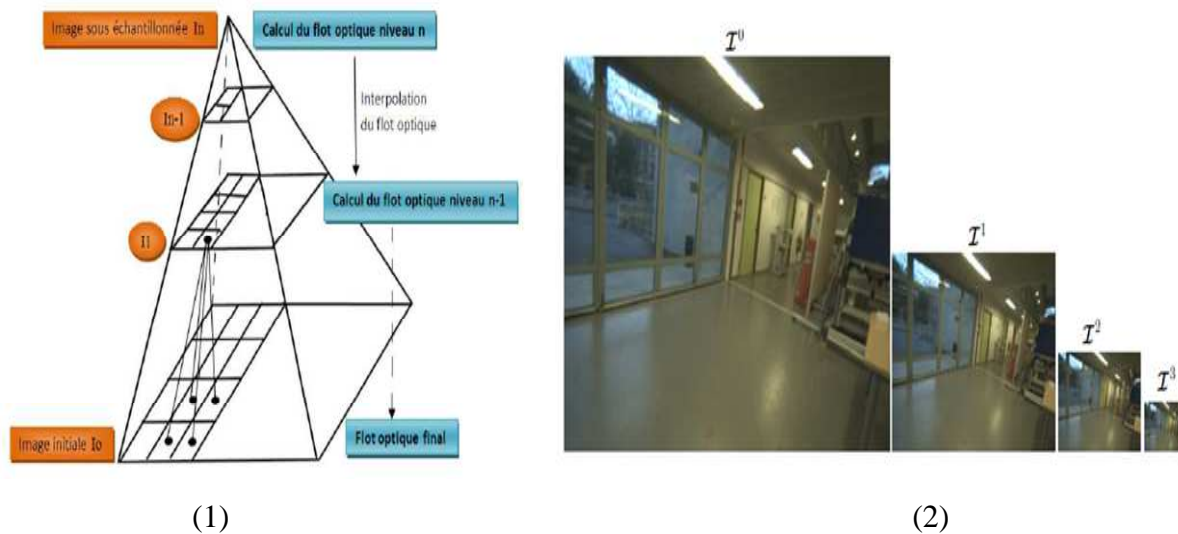 Image sous échantillonnée In
Calcul du flot optique niveau n
Interpolation
du flot optique
In-1
Calcul du flot optique niveau n-1
I1
Image initiale Io
Flot optique final
I⁰
I¹
I²
I³
(1)
(2)